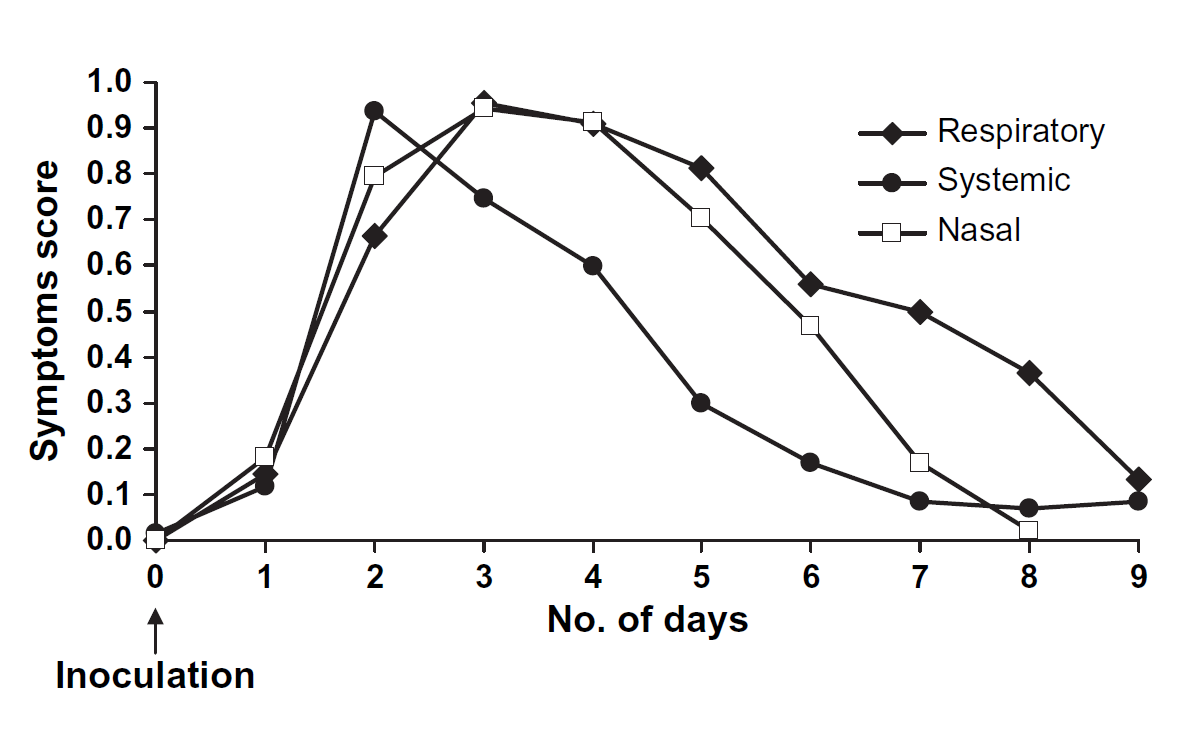 1.0
0.9
0.8
0.7
0.6
0.5
0.4
0.3
0.2
0.1
0.0
Symptoms score
Respiratory
Systemic
Nasal
0 1 2 3 4 5 6 7 8 9
No. of days
Inoculation